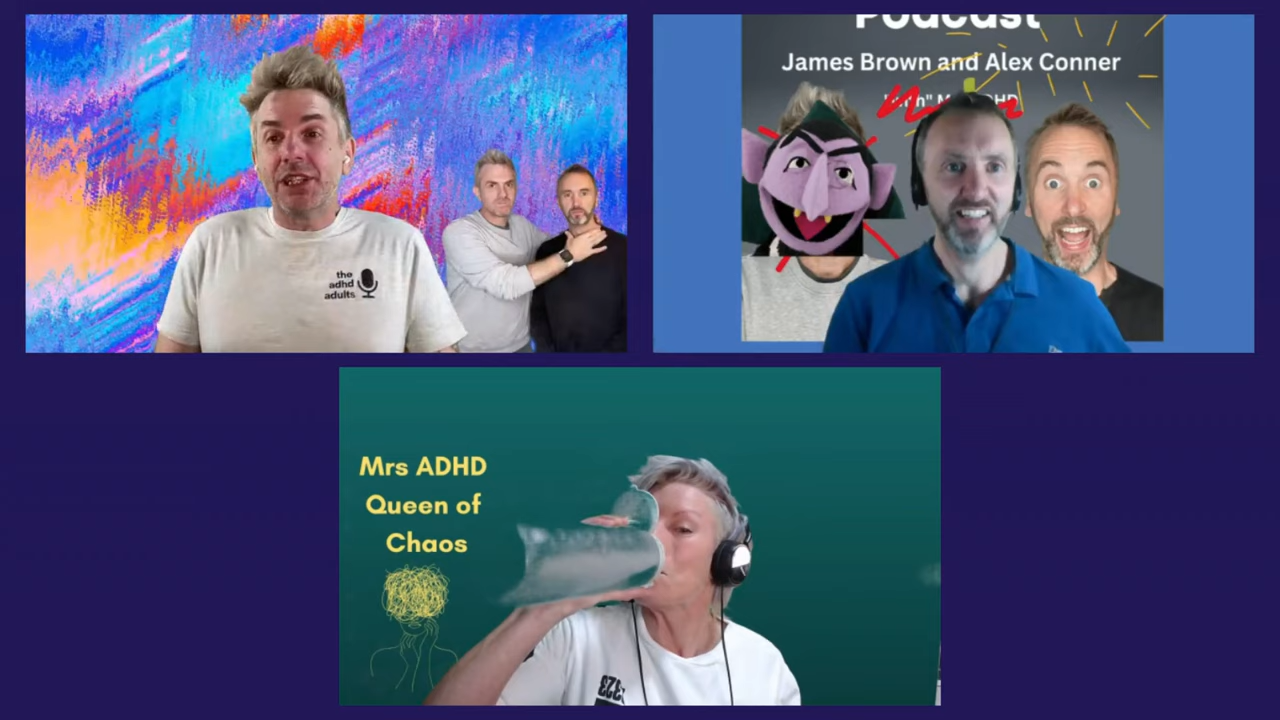 the
adhd
adults
Podcast
James Brown and Alex Conner
Mrs ADHD
Queen of
Chaos